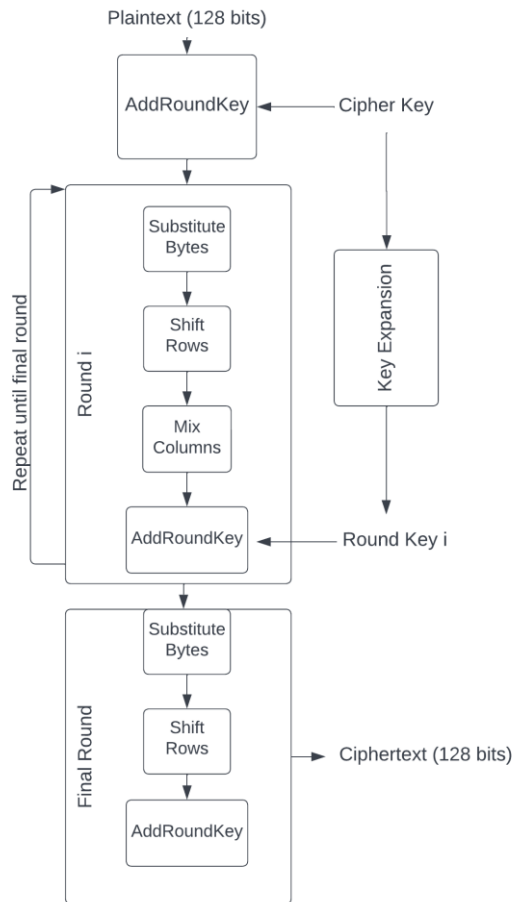 Plaintext (128 bits)
AddRoundKey
Cipher Key
Substitute
Bytes
Shift
Rows
Mix
Columns
AddRoundKey
Round i
Repeat until final round
Key Expansion
Round Key i
Substitute
Bytes
Shift
Rows
AddRoundKey
Final Round
Ciphertext (128 bits)